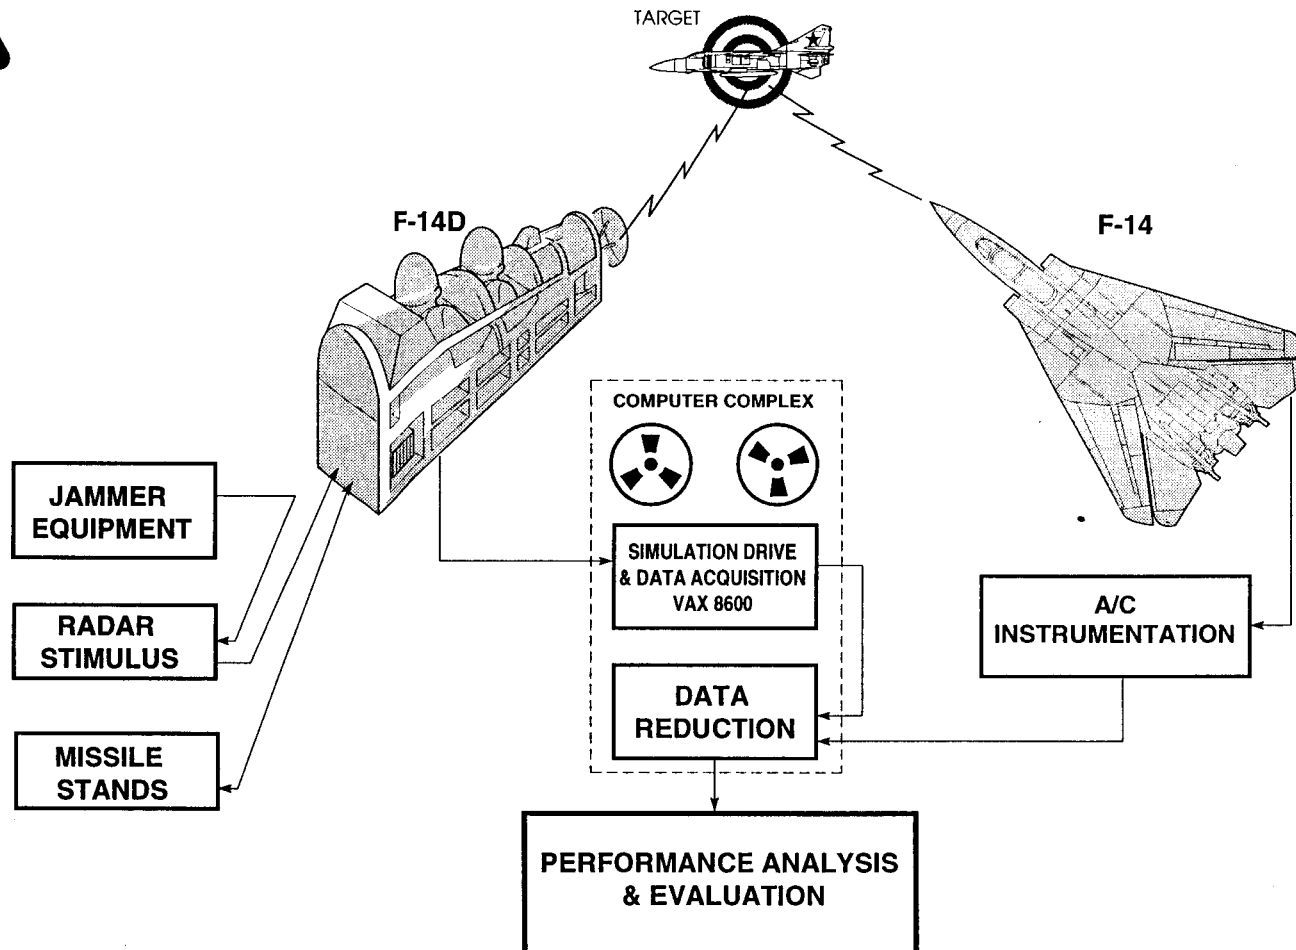 TARGET
F-14D
F-14
COMPUTER COMPLEX
JAMMER
EQUIPMENT
SIMULATION DRIVE
& DATA ACQUISITION
VAX 8600
A/C
INSTRUMENTATION
RADAR
STIMULUS
DATA
REDUCTION
MISSILE
STANDS
PERFORMANCE ANALYSIS
& EVALUATION